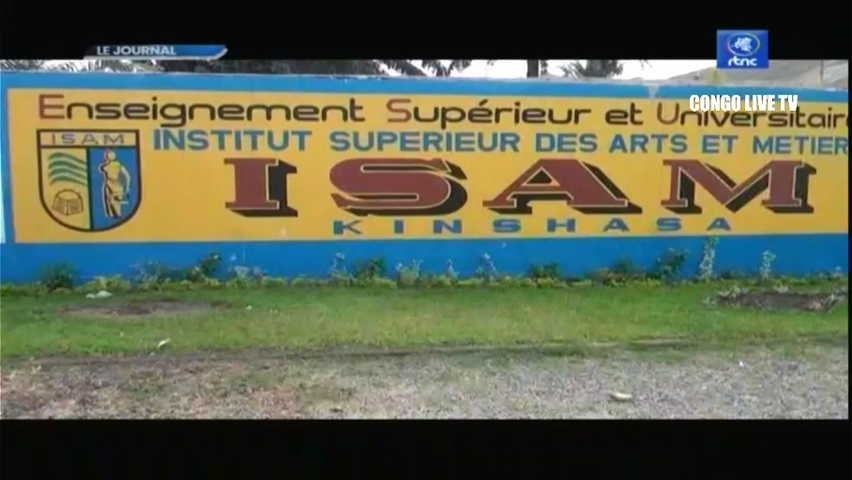 LE JOURNAL
rtnc
CONGO LIVE TV
Enseignement Supérieur et Universitaire
ISAM
INSTITUT SUPERIEUR DES ARTS ET METIER
ISAM
KINSHASA